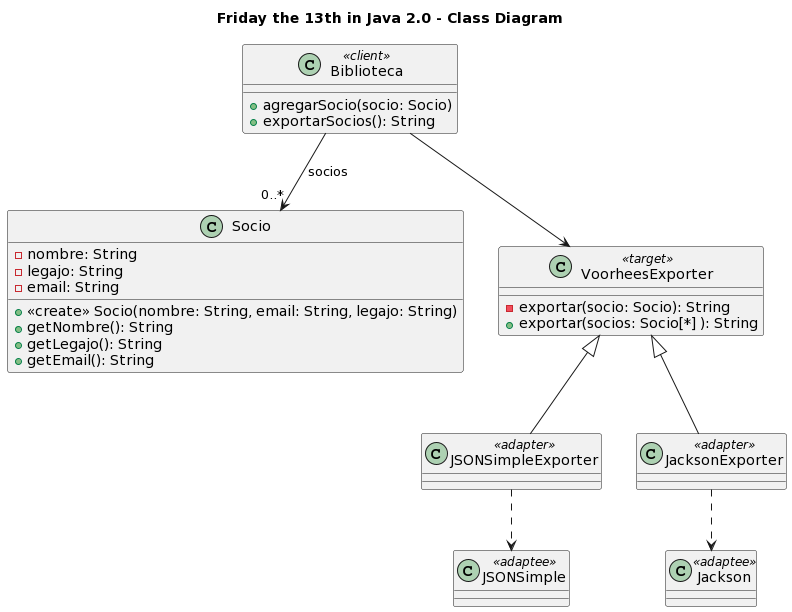 Friday the 13th in Java 2.0 - Class Diagram
«client»
C Biblioteca
agregarSocio(socio: Socio)
exportarSocios(): String
socios
0..*
C Socio
nombre: String
legajo: String
email: String
«create» Socio(nombre: String, email: String, legajo: String)
getNombre(): String
getLegajo(): String
getEmail(): String
«target»
C VoorheesExporter
exportar(socio: Socio): String
exportar(socios: Socio[*] ): String
«adapter»
C JSONSimpleExporter
«adapter»
C JacksonExporter
«adaptee»
C JSONSimple
«adaptee»
C Jackson